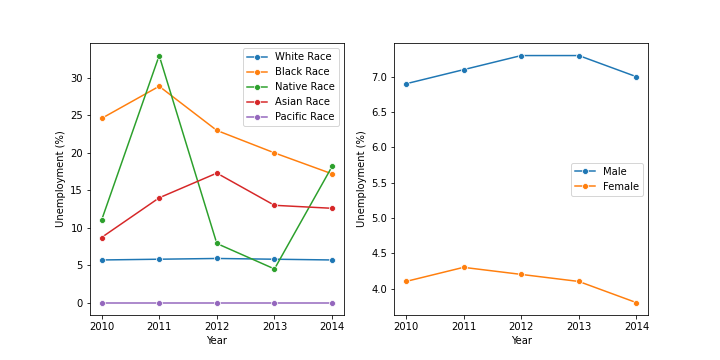 30
25
20
15
10
5
0
Unemployment (%)
2010 2011 2012 2013 2014
Year
White Race
Black Race
Native Race
Asian Race
Pacific Race
7.0
6.5
6.0
5.5
5.0
4.5
4.0
Unemployment (%)
2010 2011 2012 2013 2014
Year
Male
Female